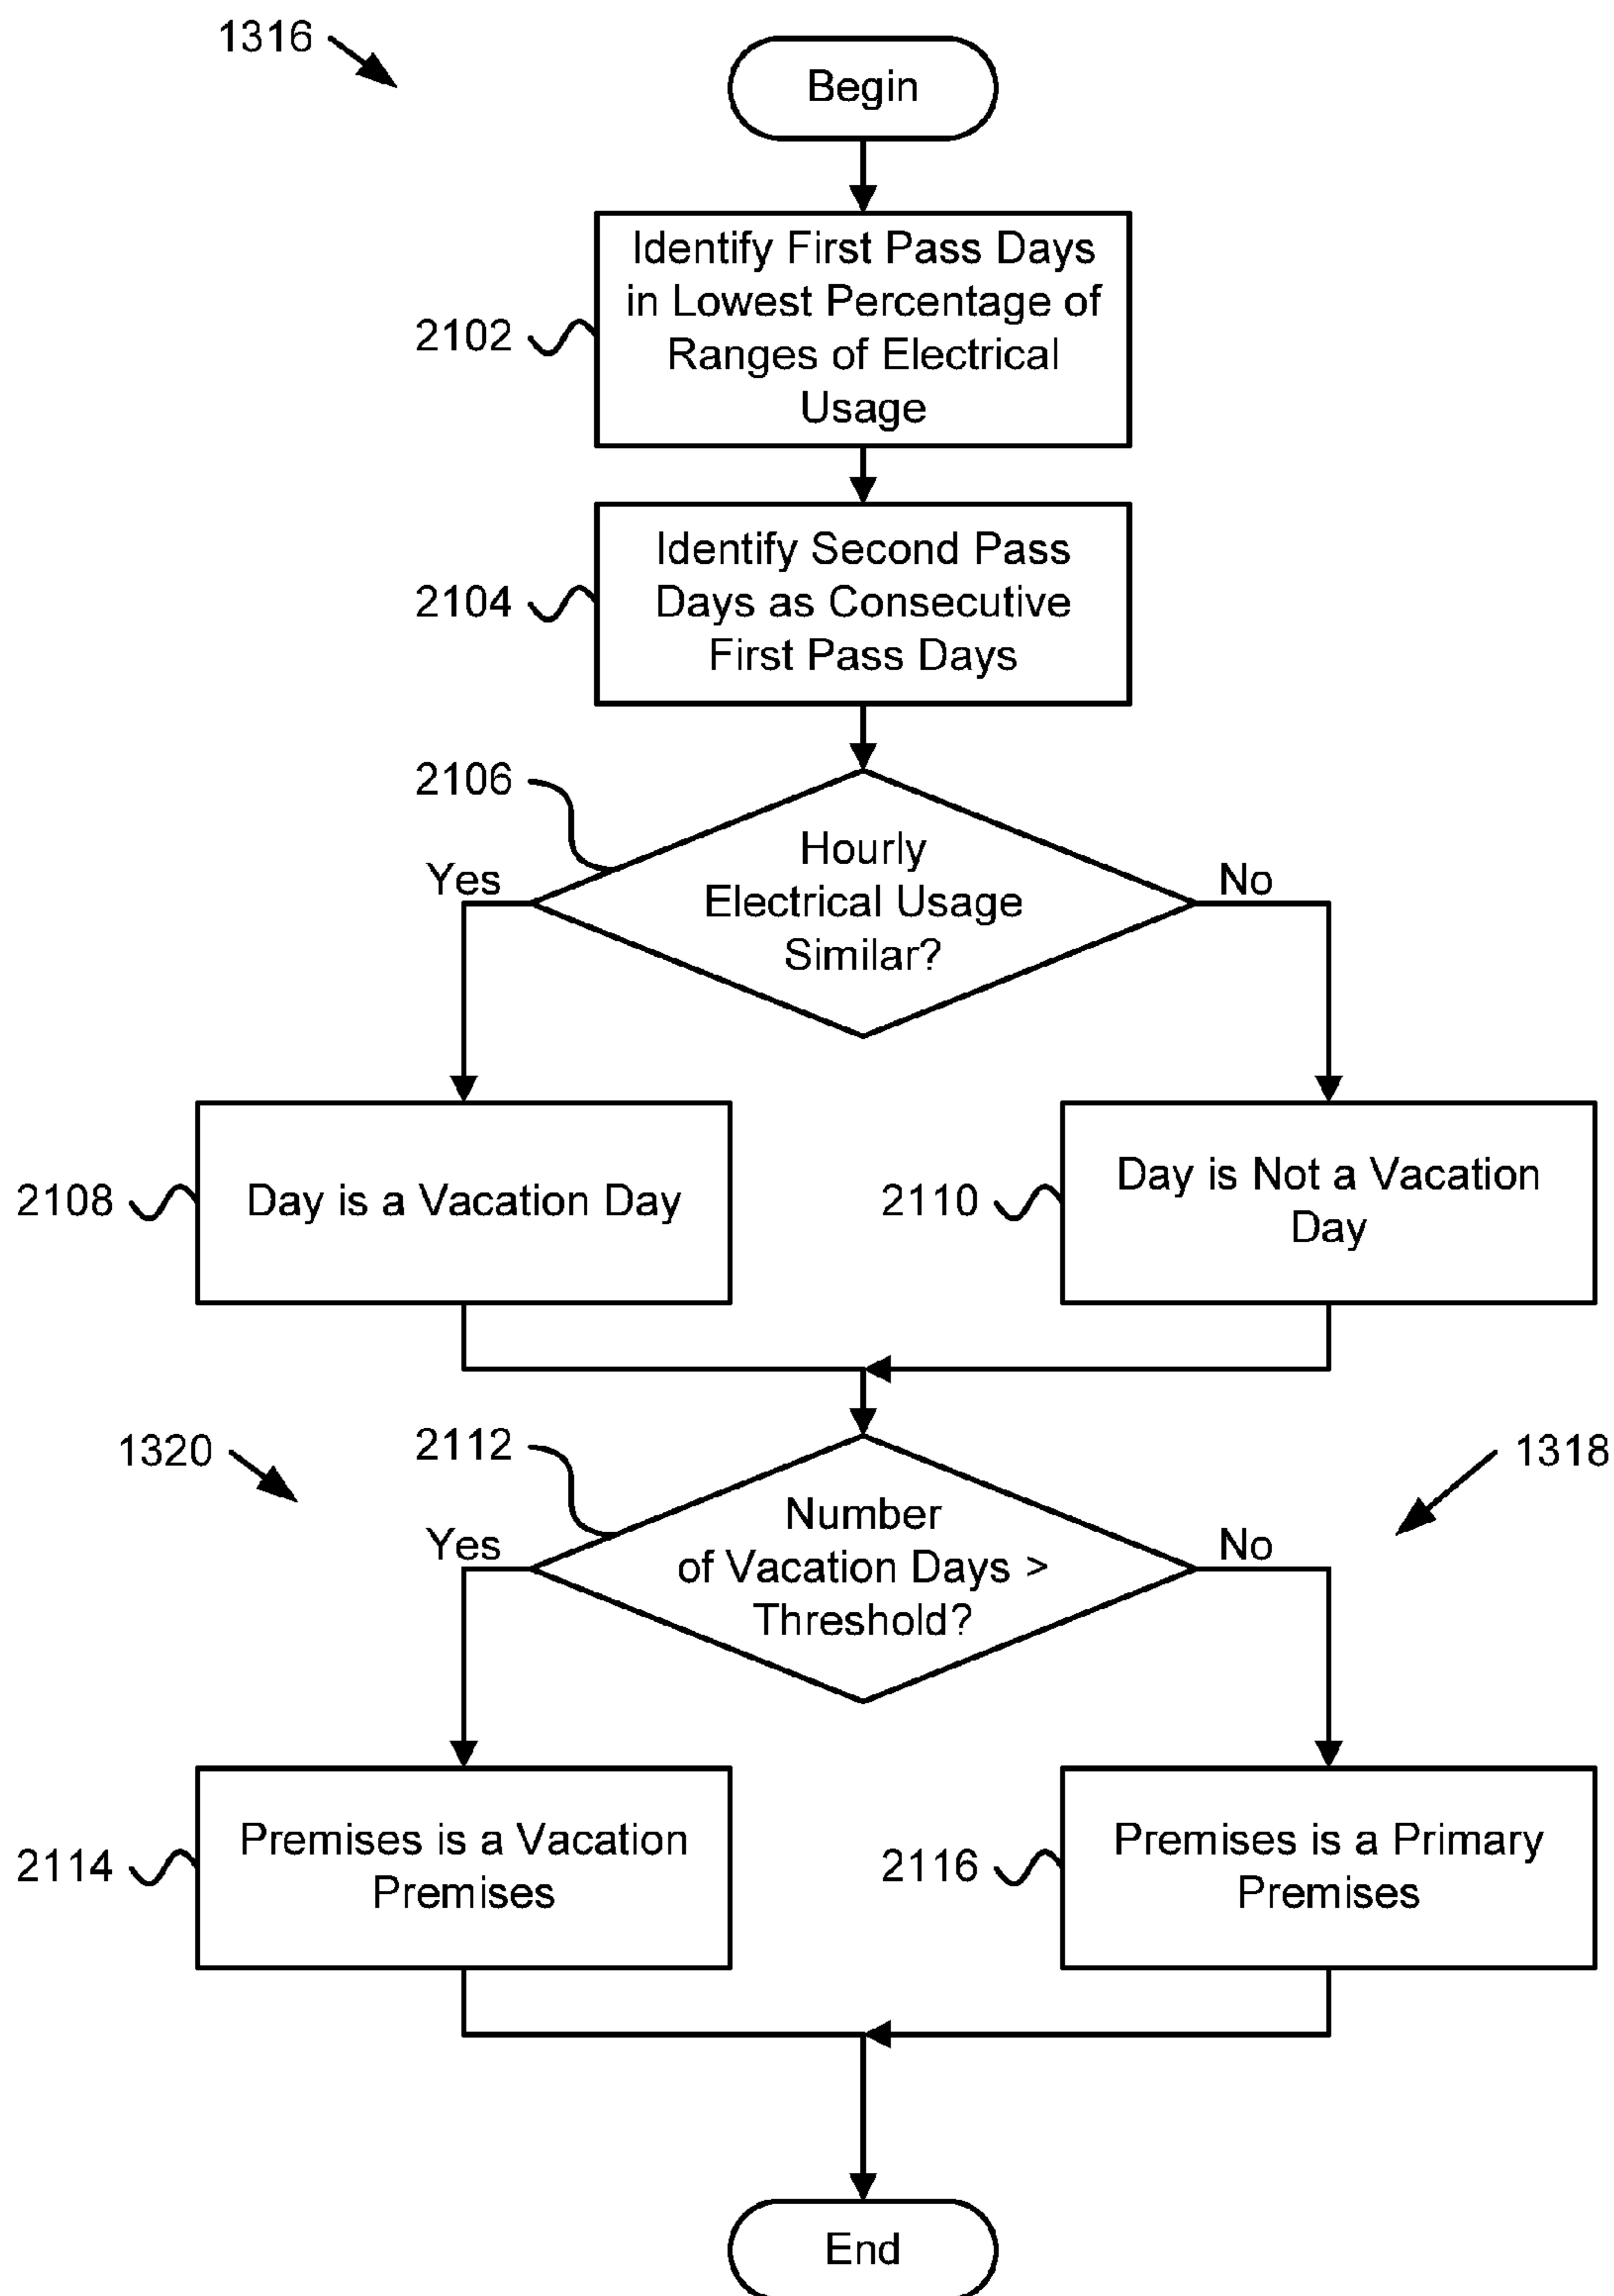 1316
Begin
Identify First Pass Days
in Lowest Percentage of
Ranges of Electrical
Usage
2102
Identify Second Pass
Days as Consecutive
First Pass Days
2104
2106
Hourly
Electrical Usage
Similar?
Yes
No
2108
Day is a Vacation Day
2110
Day is Not a Vacation
Day
1320
2112
1318
Number
of Vacation Days >
Threshold?
Yes
No
2114
Premises is a Vacation
Premises
2116
Premises is a Primary
Premises
End